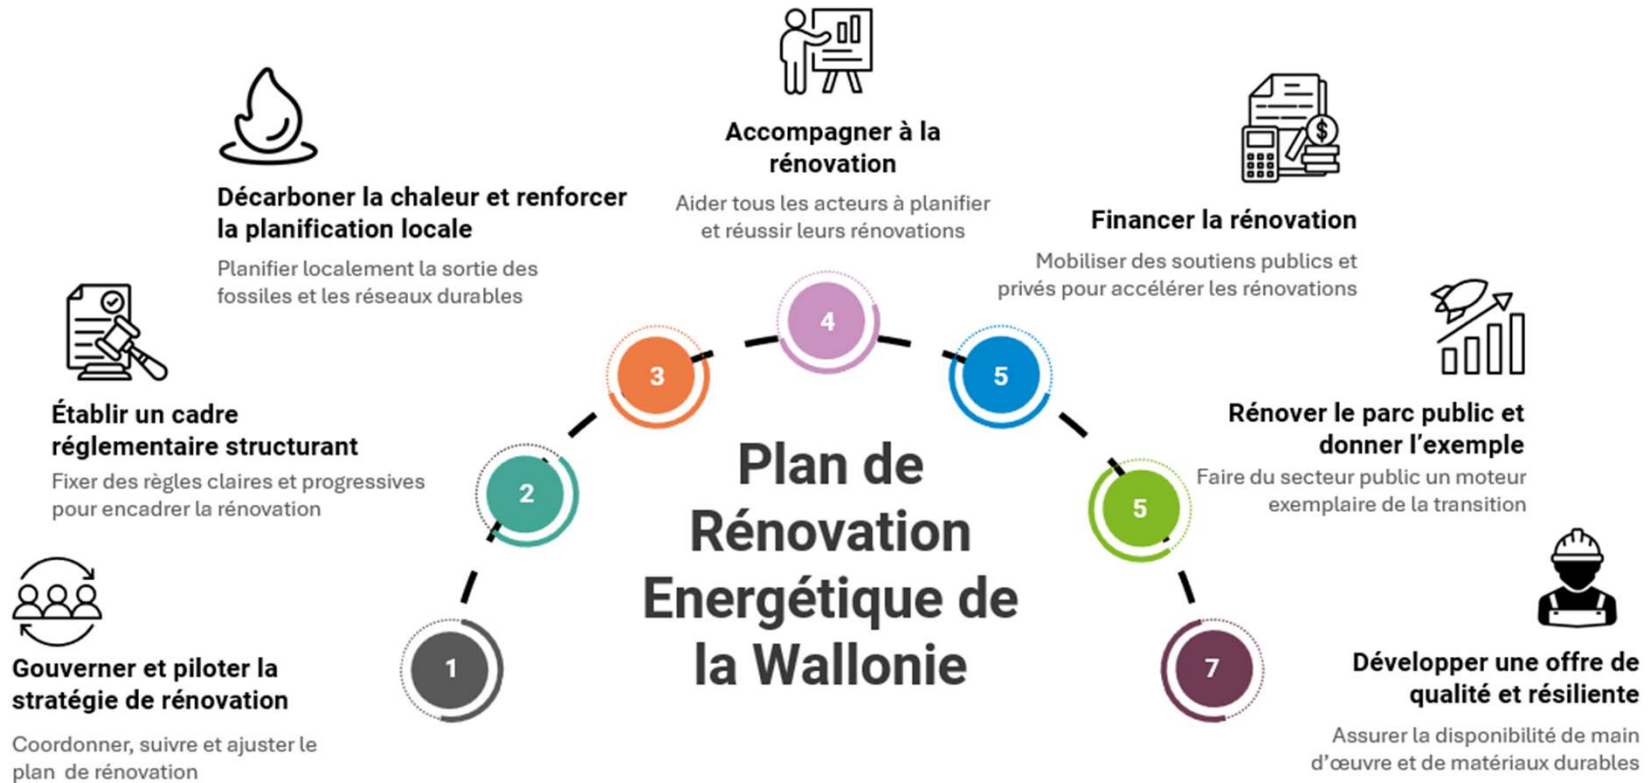 Accompagner à la
rénovation
Aider tous les acteurs à planifier
et réussir leurs rénovations
Décarboner la chaleur et renforcer
la planification locale
Planifier localement la sortie des
fossiles et les réseaux durables
$
Financer la rénovation
Mobiliser des soutiens publics et
privés pour accélérer les rénovations
Établir un cadre
réglementaire structurant
Fixer des règles claires et progressives
pour encadrer la rénovation
Rénover le parc public et
donner l’exemple
Faire du secteur public un moteur
exemplaire de la transition
Gouverner et piloter la
stratégie de rénovation
Coordonner, suivre et ajuster le
plan de rénovation
Développer une offre de
qualité et résiliente
Assurer la disponibilité de main
d’œuvre et de matériaux durables
1
2
3
4
5
5
7
Plan de
Rénovation
Energétique de
la Wallonie